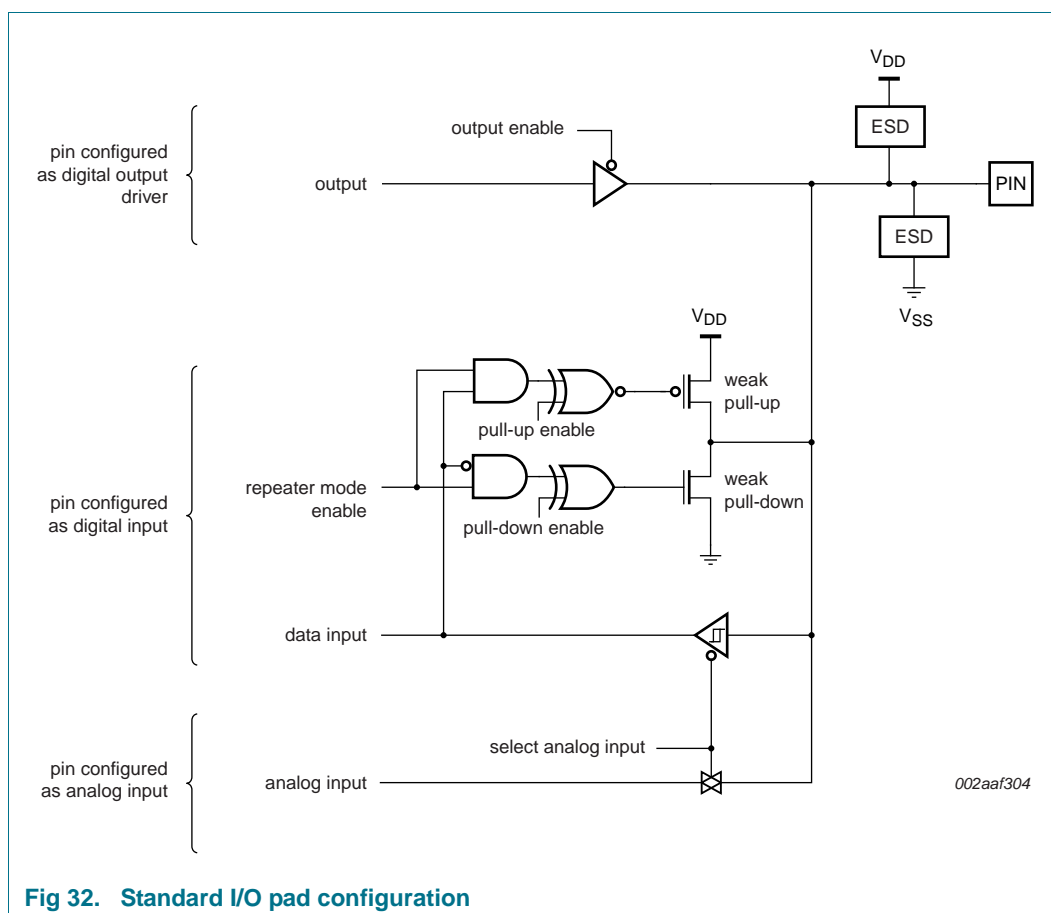 VDD
ESD
output enable
pin configured
as digital output
driver
output
PIN
ESD
VSS
VDD
weak
pull-up
pull-up enable
pin configured
as digital input
repeater mode
enable
weak
pull-down
pull-down enable
data input
select analog input
pin configured
as analog input
analog input
002aaf304
Fig 32. Standard I/O pad configuration